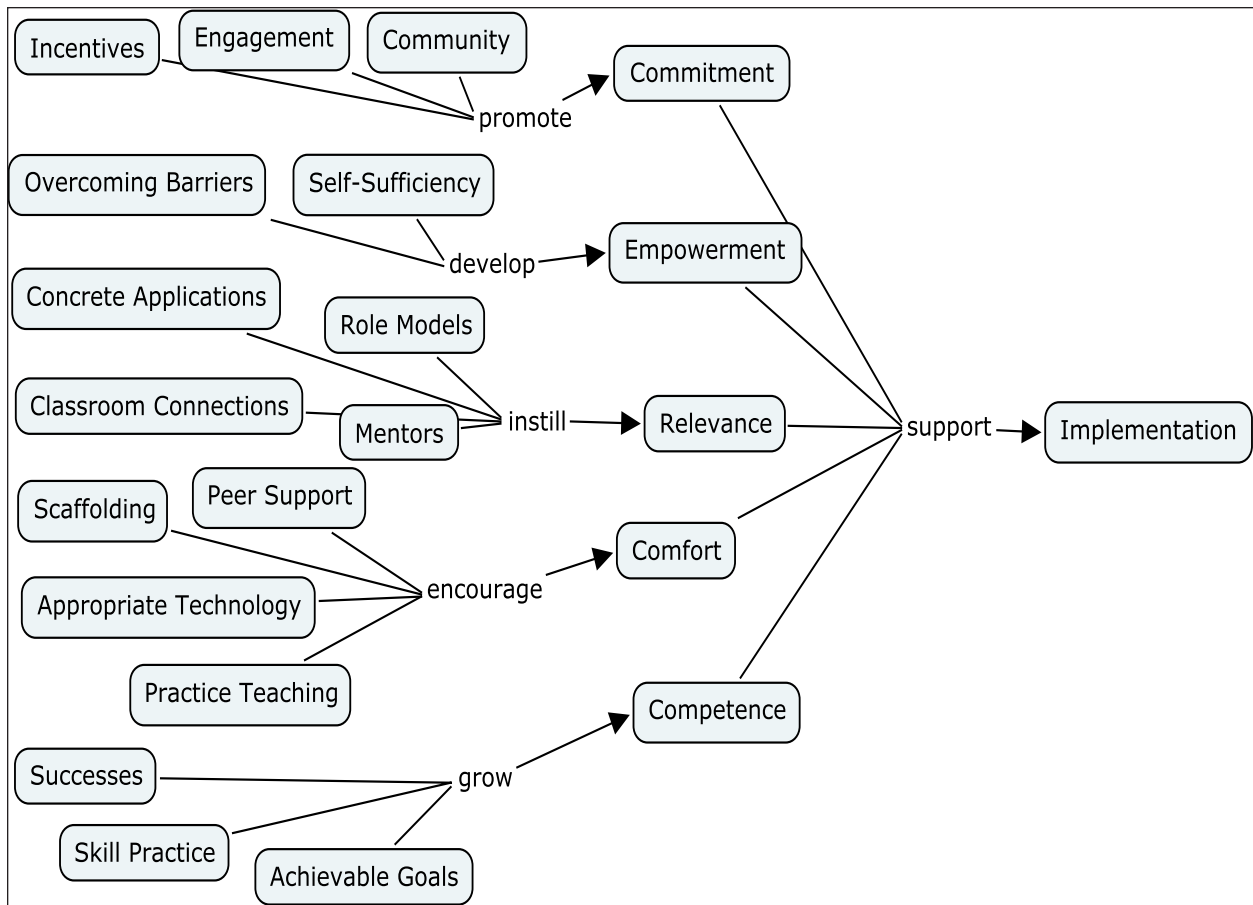 Incentives
Engagement
Community
Commitment
promote
Overcoming Barriers
Self-Sufficiency
Empowerment
develop
Concrete Applications
Role Models
Classroom Connections
Mentors
instill
Relevance
support
Implementation
Scaffolding
Peer Support
Comfort
encourage
Appropriate Technology
Practice Teaching
Competence
Successes
grow
Skill Practice
Achievable Goals